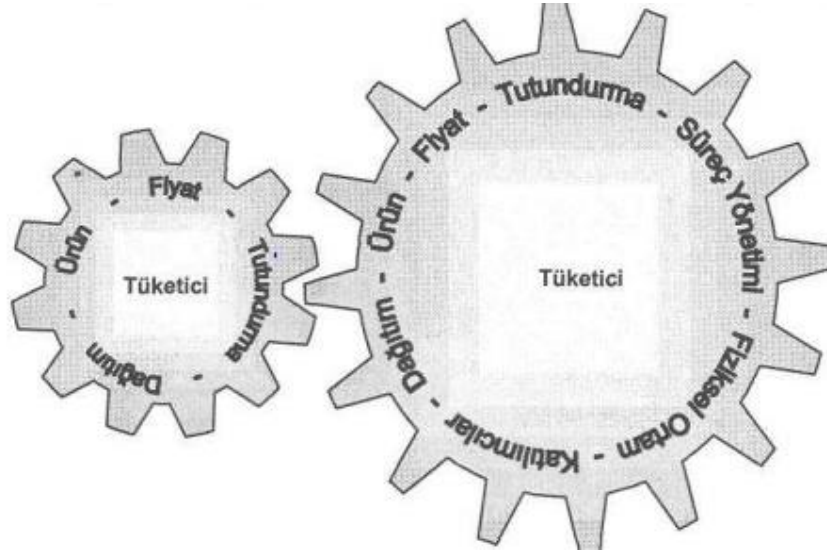 Ürün - Fiyat - Tutundurma - Dağıtım -
Tüketici
Ürün - Fiyat - Tutundurma - Süreç Yönetimi - Fiziksel Ortam - Katılımcılar - Dağıtım -
Tüketici